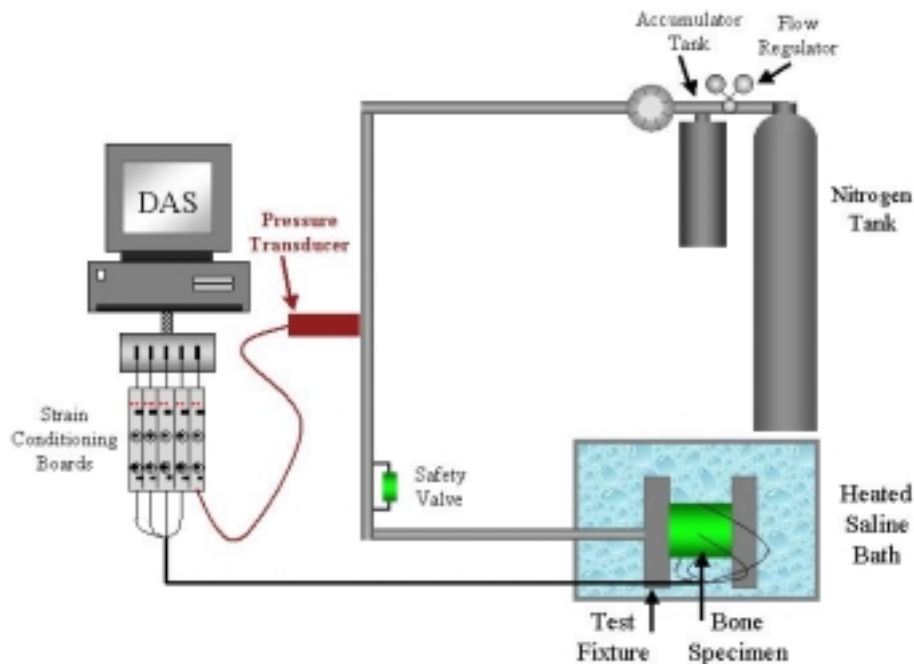 Accumulator
Tank
Flow
Regulator
DAS
Pressure
Transducer
Nitrogen
Tank
Strain
Conditioning
Boards
Safety
Valve
Heated
Saline
Bath
Test
Fixture
Bone
Specimen